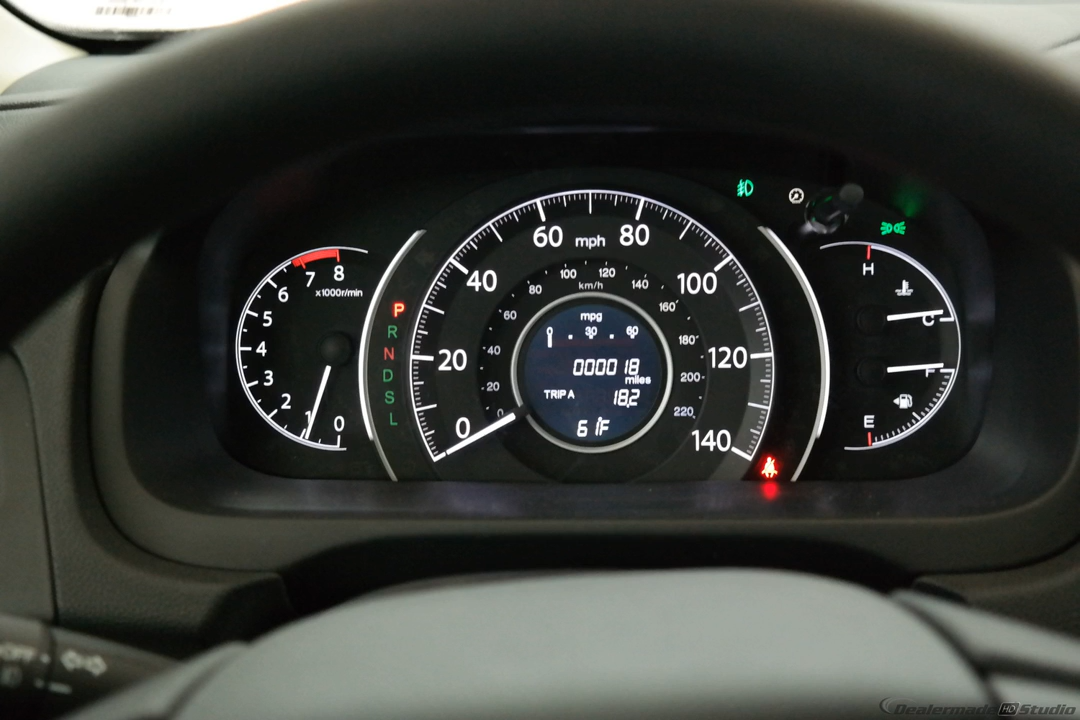 8
7
6
x1000r/min
5
4
3
2
1
0
P
R
N
D
S
L
60 mph 80
40
100
20
120
0
140
100 120
80 km/h 140
60
160
40
180
20
200
0
220
mpg
30 60
000018
miles
TRIP A 18.2
61°F
H
C
F
E
OFF
Dealermade HD Studio